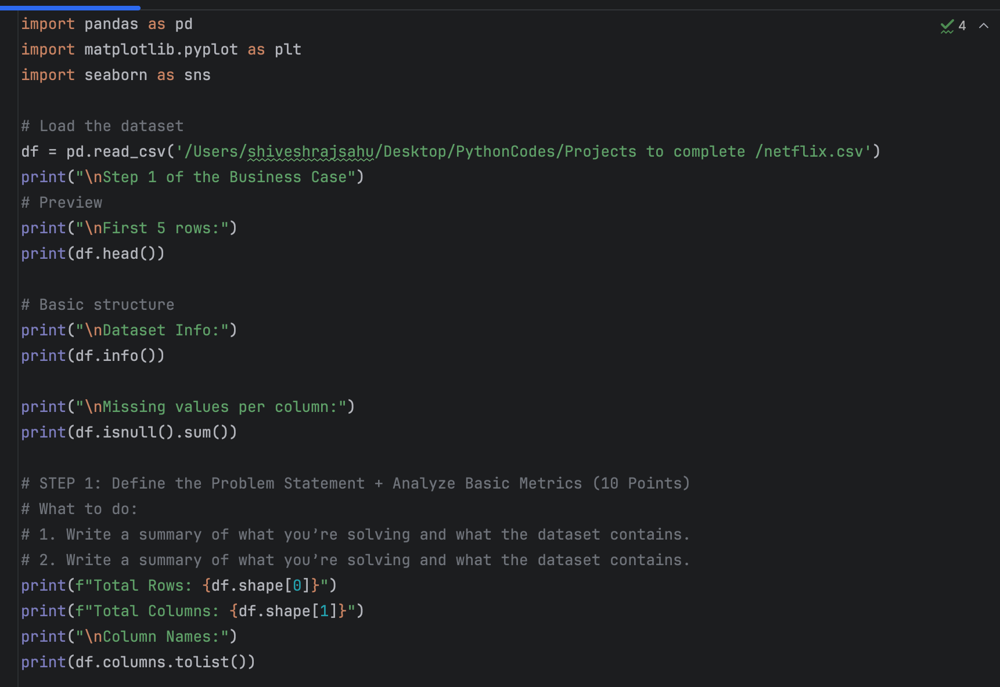 import pandas as pd
4
import matplotlib.pyplot as plt
import seaborn as sns
# Load the dataset
df = pd.read_csv('/Users/shiveshrajsahu/Desktop/PythonCodes/Projects to complete /netflix.csv')
print("\nStep 1 of the Business Case")
# Preview
print("\nFirst 5 rows:")
print(df.head())
# Basic structure
print("\nDataset Info:")
print(df.info())
print("\nMissing values per column:")
print(df.isnull().sum())
# STEP 1: Define the Problem Statement + Analyze Basic Metrics (10 Points)
# What to do:
# 1. Write a summary of what you’re solving and what the dataset contains.
# 2. Write a summary of what you’re solving and what the dataset contains.
print(f"Total Rows: {df.shape[0]}")
print(f"Total Columns: {df.shape[1]}")
print("\nColumn Names:")
print(df.columns.tolist())